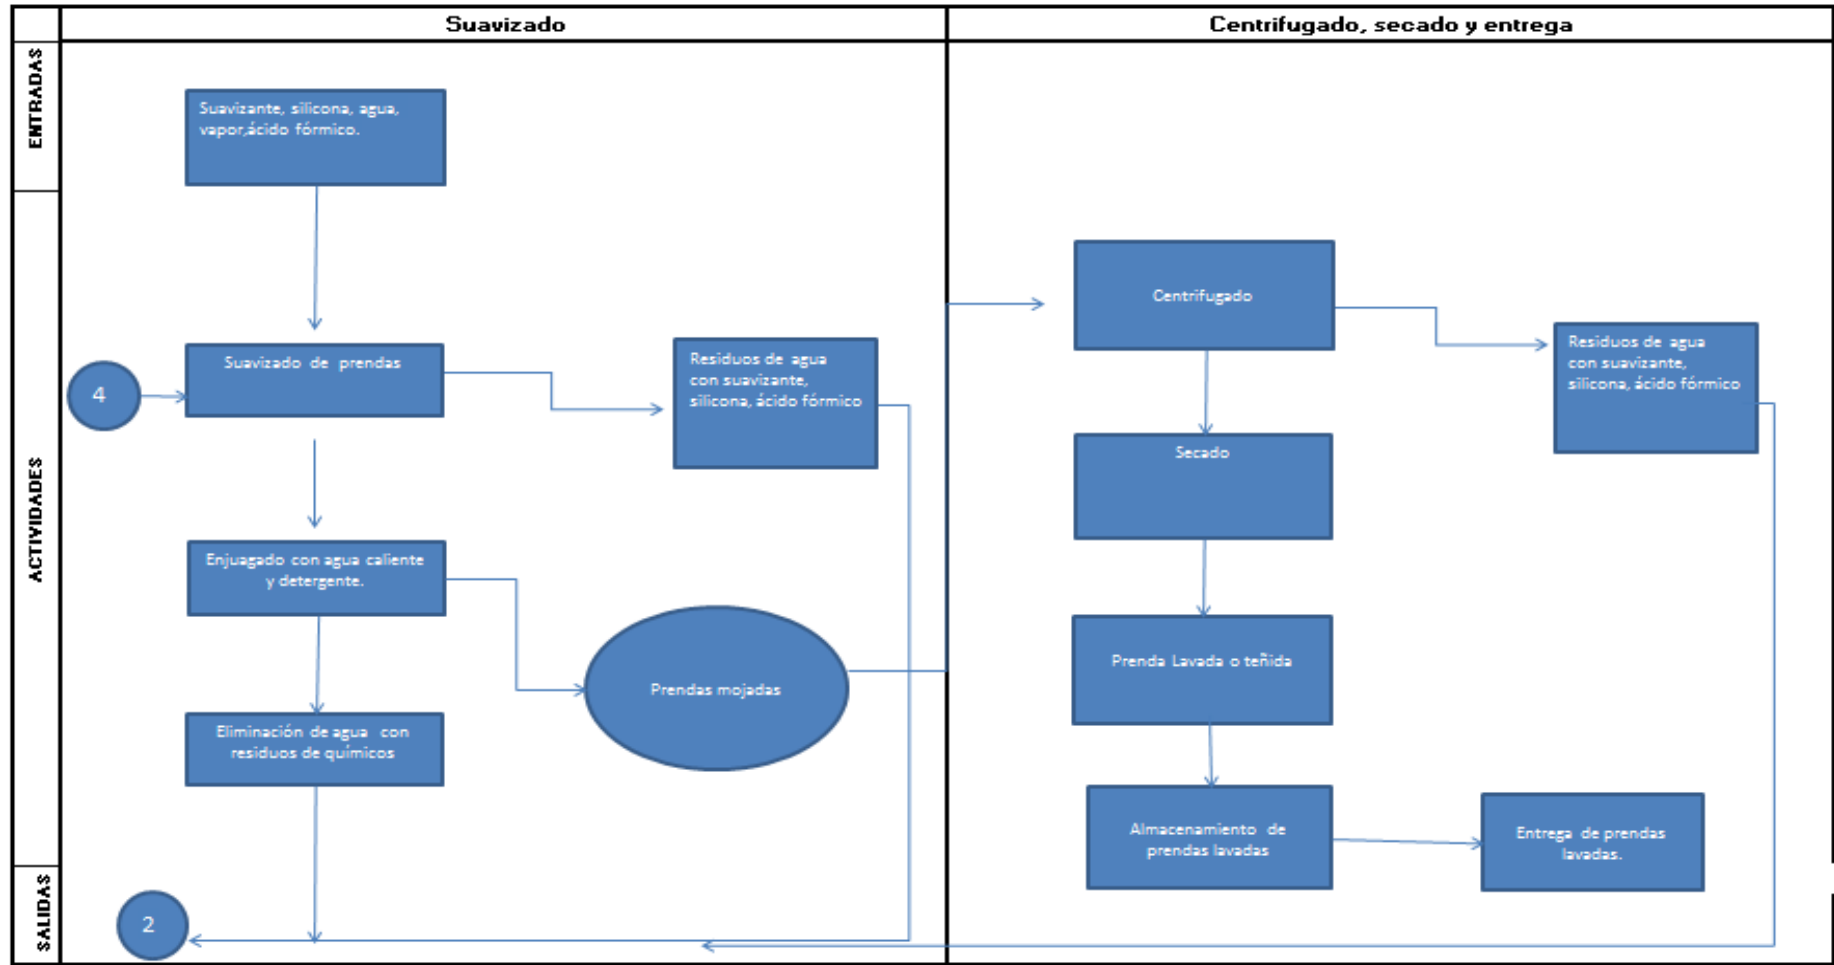 Suavizado
Centrifugado, secado y entrega
ENTRADAS
Suavizante, silicona, agua,
vapor,ácido fórmico.
ACTIVIDADES
4
Suavizado de prendas
Residuos de agua
con suavizante,
silicona, ácido fórmico
Enjuagado con agua caliente
y detergente.
Prendas mojadas
Eliminación de agua con
residuos de químicos
Centrifugado
Residuos de agua
con suavizante,
silicona, ácido fórmico
Secado
Prenda Lavada o teñida
Almacenamiento de
prendas lavadas
Entrega de prendas
lavadas.
SALIDAS
2